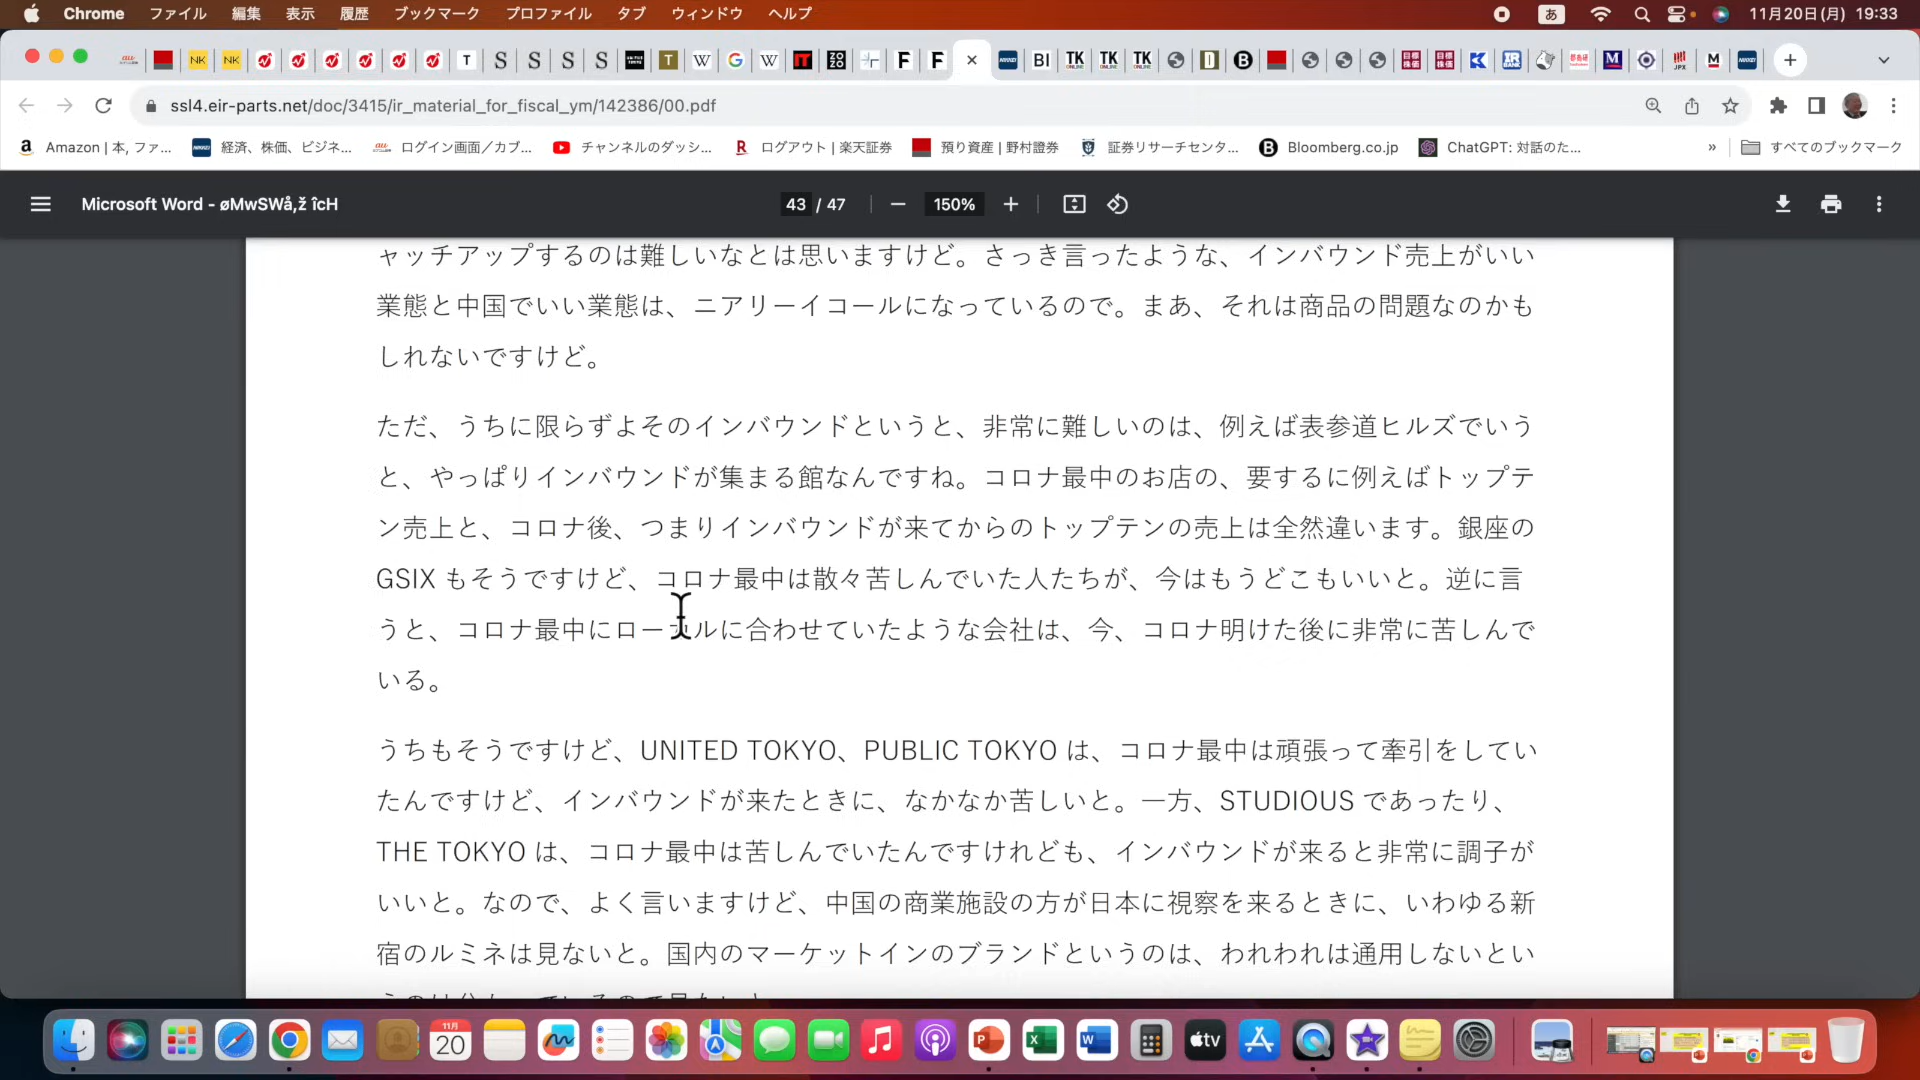 Chrome ファイル 編集 表示 履歴 ブックマーク プロファイル タブ ウィンドウ ヘルプ あ 11月20日(月) 19:33
NK NK T S S S S T W G W IT ZOZO F F BI TK TK TK D B K IR BANK M JPX M
ssl4.eir-parts.net/doc/3415/ir_material_for_fiscal_ym/142386/00.pdf
Amazon | 本, ファ... 経済、株価、ビジネ... au ログイン画面／カブ... チャンネルのダッシ... R ログアウト | 楽天証券 預り資産 | 野村證券 証券リサーチセンタ... B Bloomberg.co.jp ChatGPT: 対話のた... » すべてのブックマーク
Microsoft Word - øMwSWå‚ž îcH 43 / 47 150%
ャッチアップするのは難しいなとは思いますけど。さっき言ったような、インバウンド売上がいい
業態と中国でいい業態は、ニアリーイコールになっているので。まあ、それは商品の問題なのかも
しれないですけど。
ただ、うちに限らずよそのインバウンドというと、非常に難しいのは、例えば表参道ヒルズでいう
と、やっぱりインバウンドが集まる館なんですね。コロナ最中のお店の、要するに例えばトップテ
ン売上と、コロナ後、つまりインバウンドが来てからのトップテンの売上は全然違います。銀座の
GSIX もそうですけど、コロナ最中は散々苦しんでいた人たちが、今はもうどこもいいと。逆に言
うと、コロナ最中にローカルに合わせていたような会社は、今、コロナ明けた後に非常に苦しんで
いる。
うちもそうですけど、UNITED TOKYO、PUBLIC TOKYO は、コロナ最中は頑張って牽引をしてい
たんですけど、インバウンドが来たときに、なかなか苦しいと。一方、STUDIOUS であったり、
THE TOKYO は、コロナ最中は苦しんでいたんですけれども、インバウンドが来ると非常に調子が
いいと。なので、よく言いますけど、中国の商業施設の方が日本に視察を来るときに、いわゆる新
宿のルミネは見ないと。国内のマーケットインのブランドというのは、われわれは通用しないとい
11月 20 tv